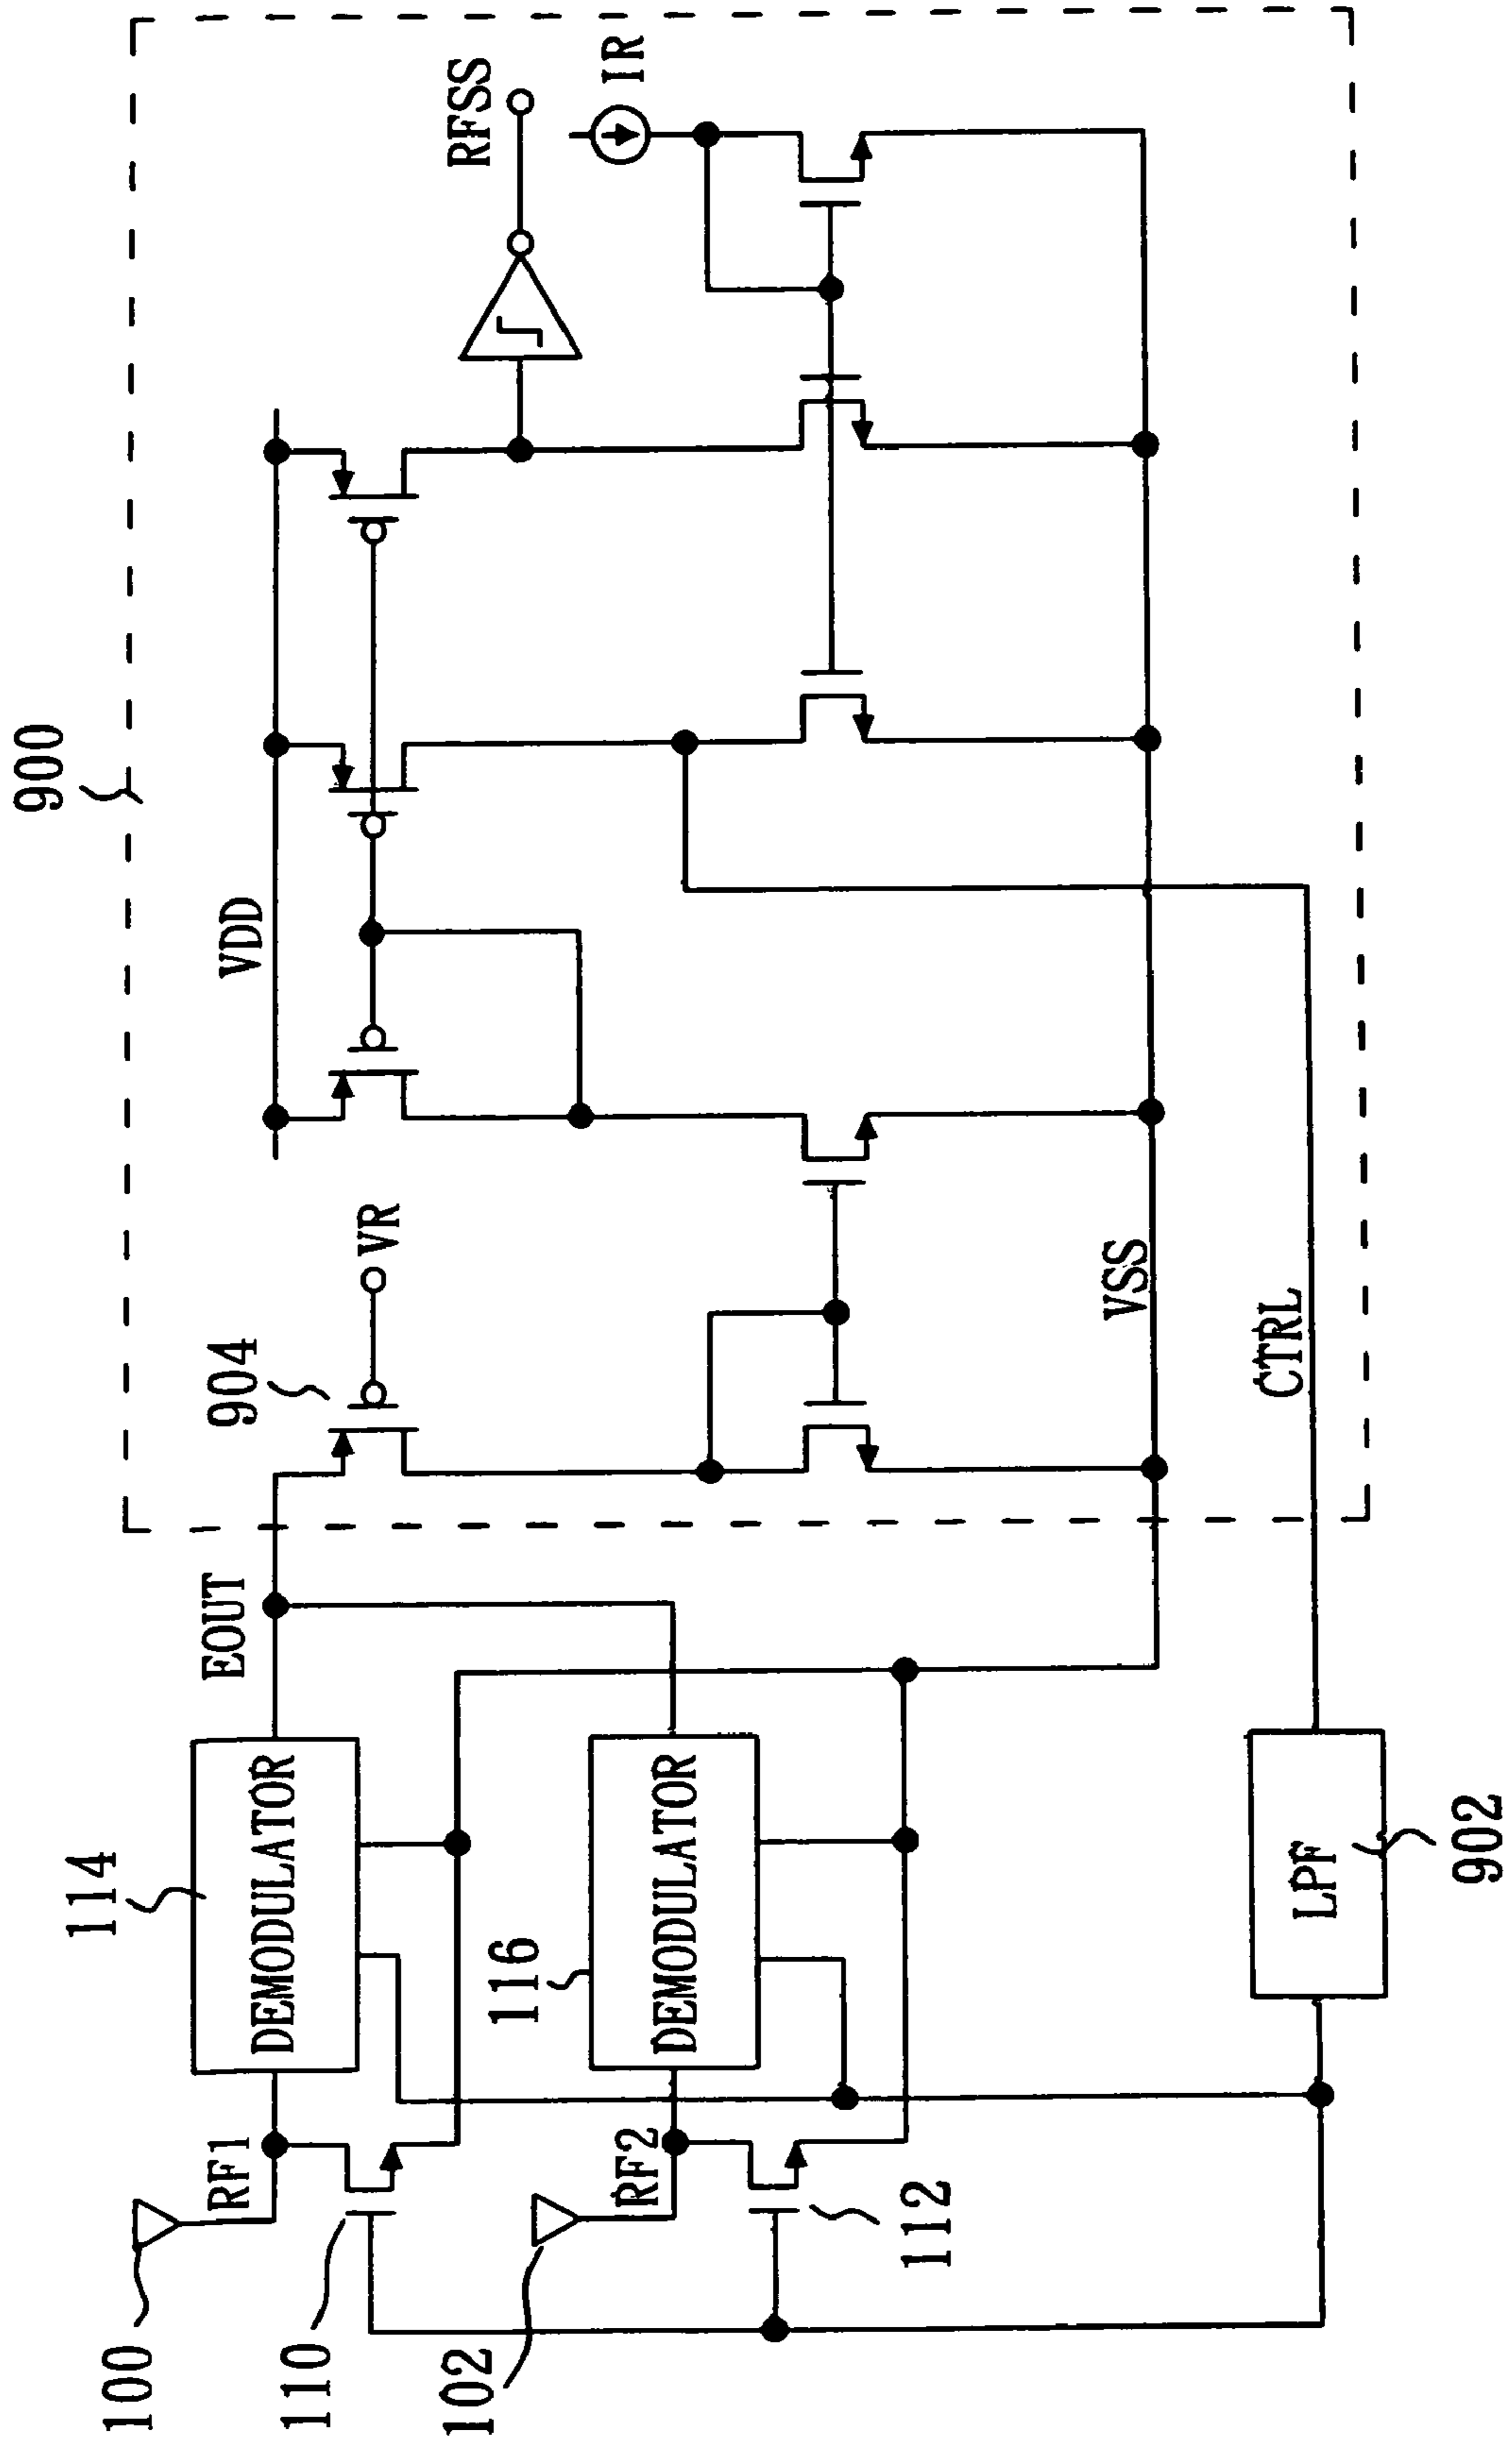 900
RFSS
IR
VDD
904
VR
VSS
CTRL
EOUT
114
DEMODULATOR
116
DEMODULATOR
LPF
902
RF1
RF2
100
110
102
112